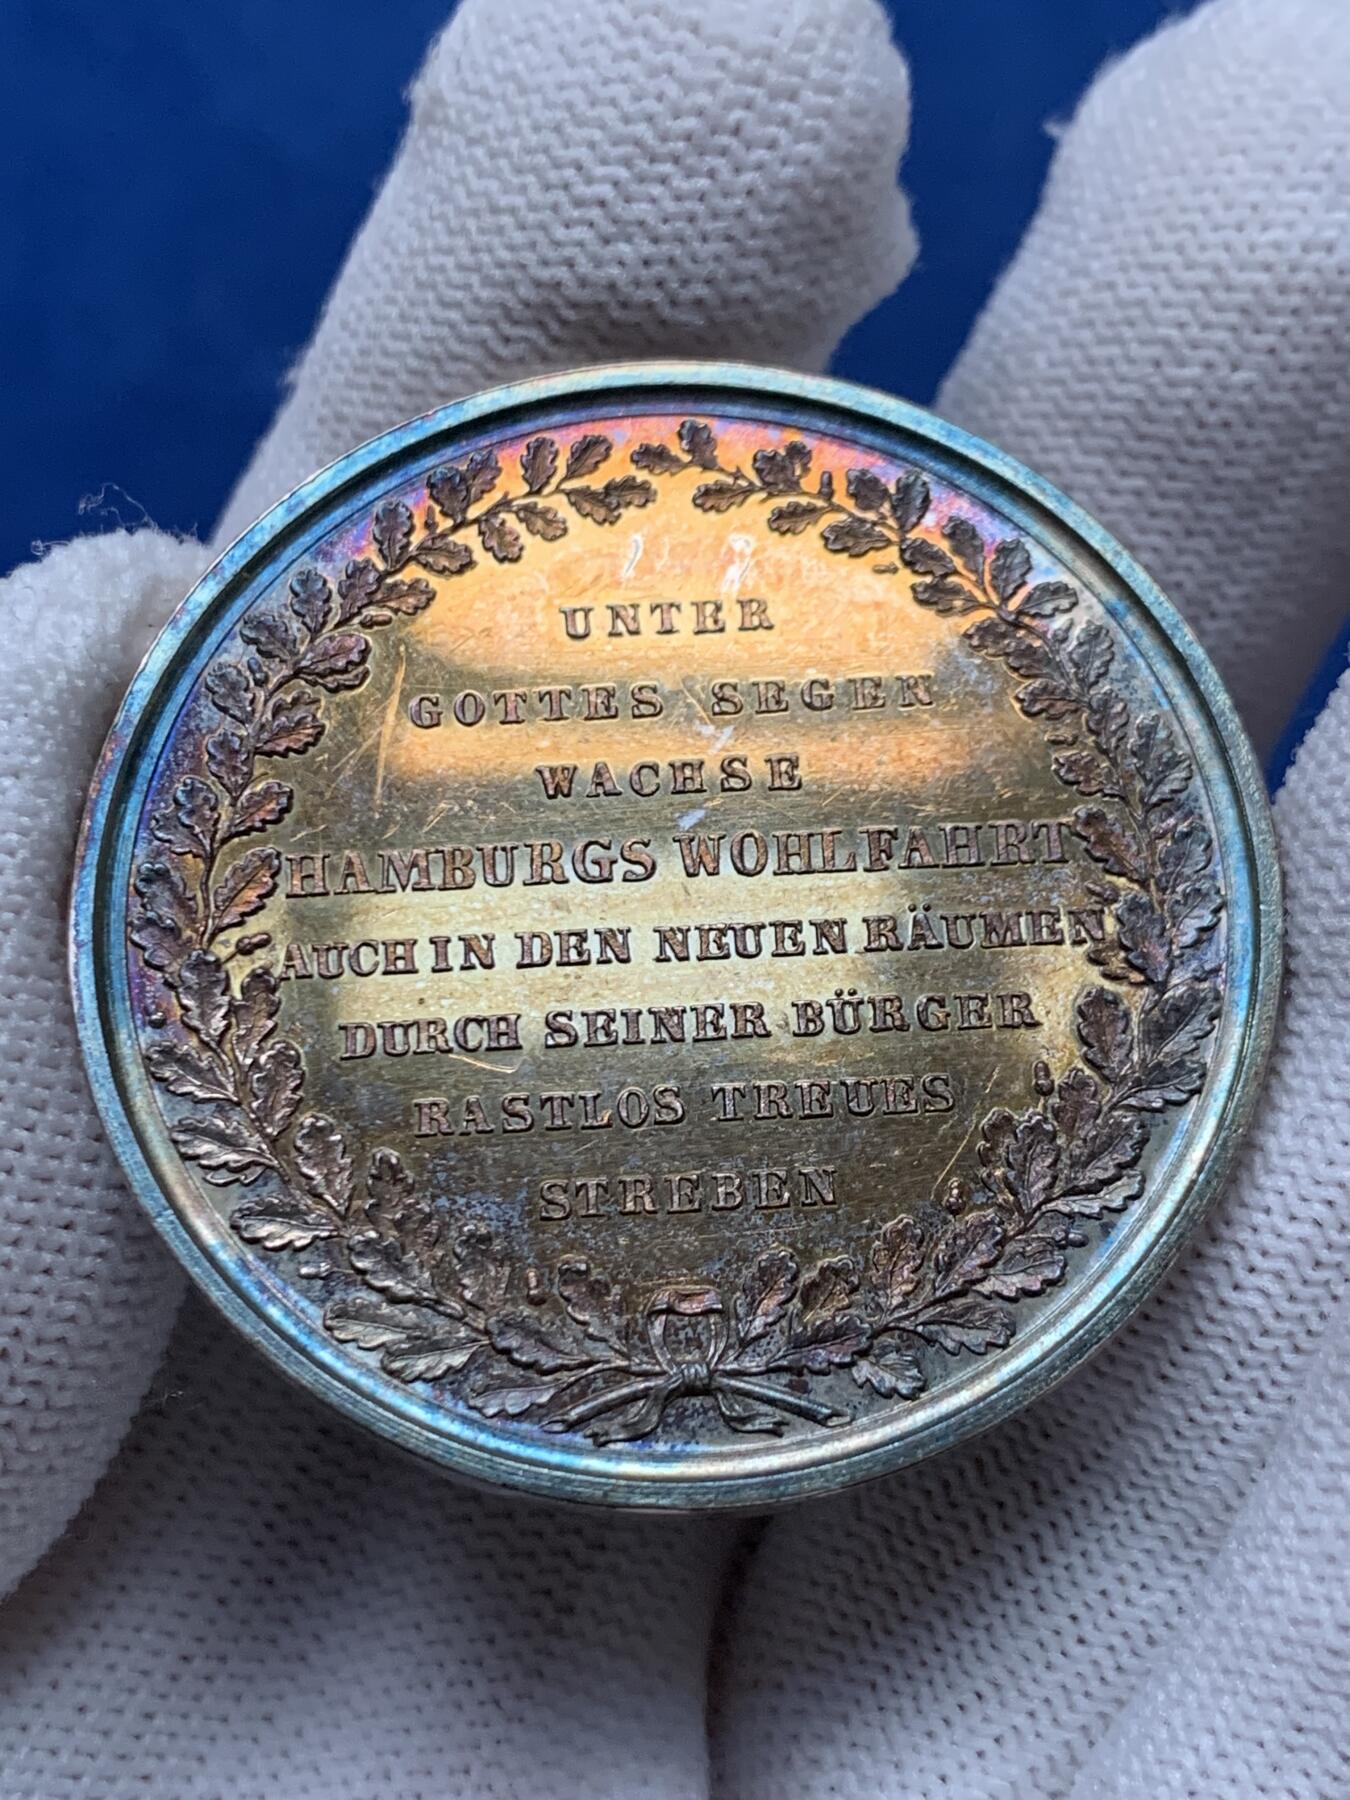 UNTER
GOTTES SEGEN
WACHSE
HAMBURGS WOHLFAHRT
AUCH IN DEN NEUEN RÄUMEN
DURCH SEINER BÜRGER
RASTLOS TREUES
STREBEN